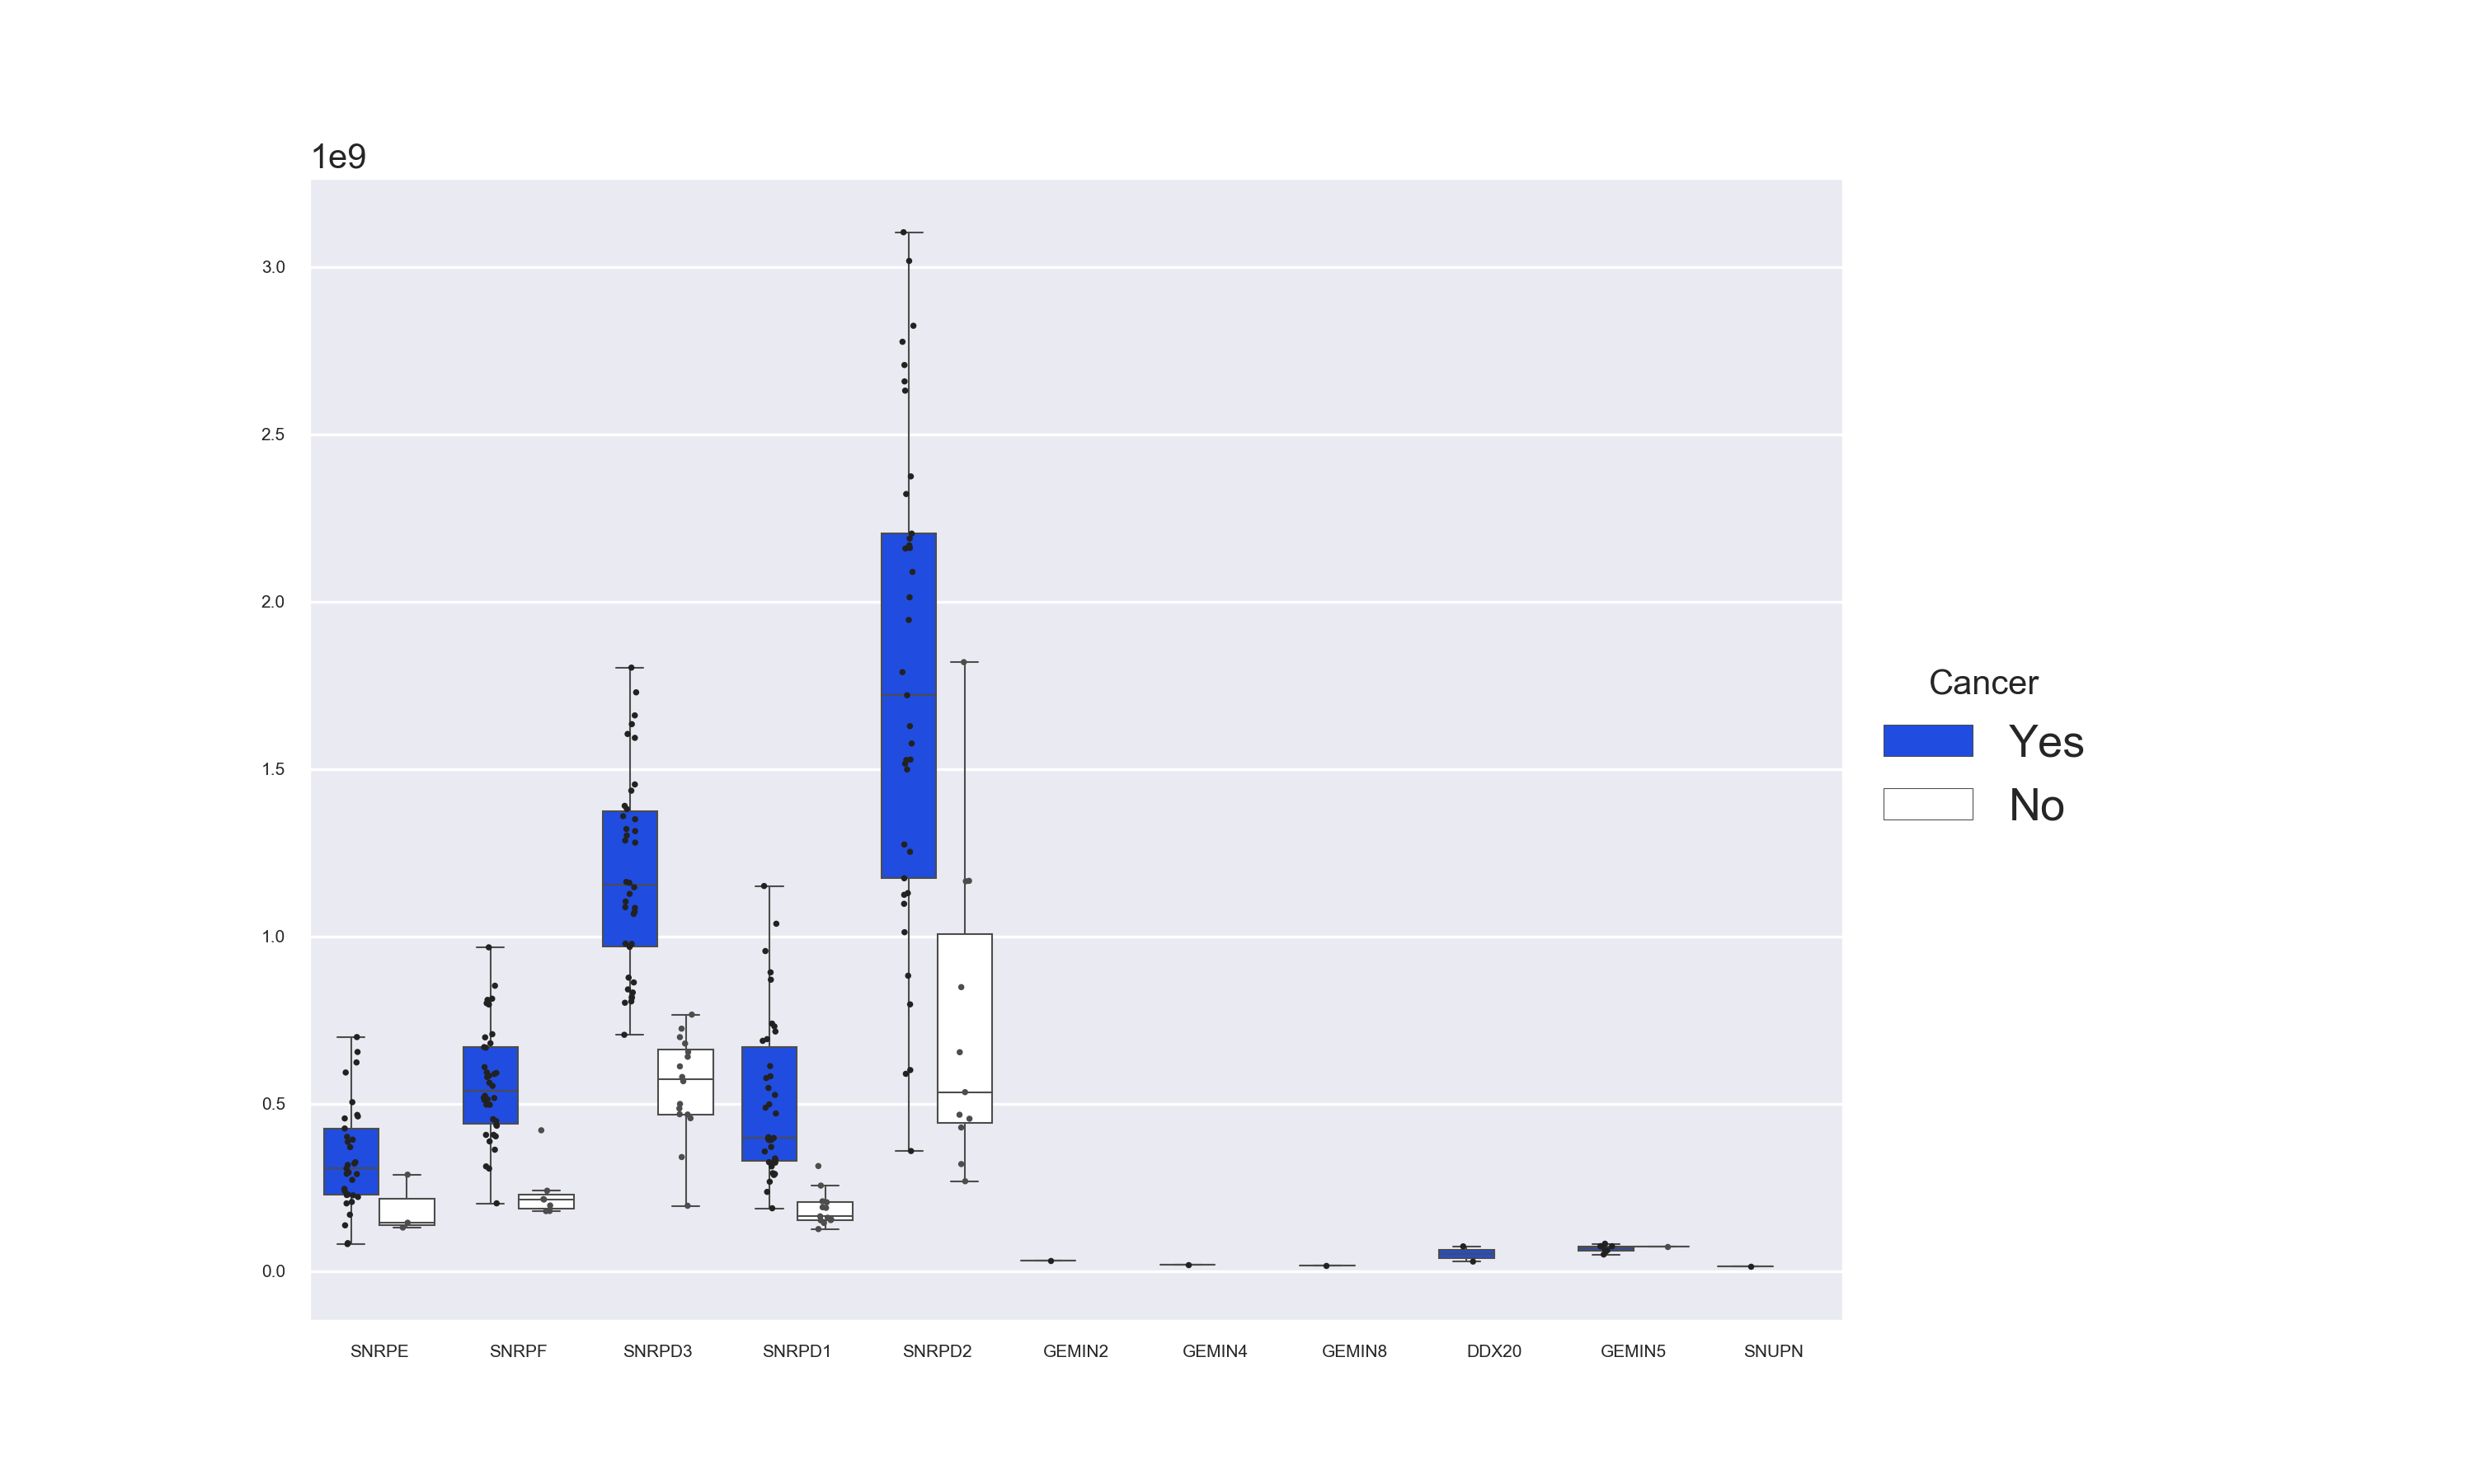 1e9
3.0
2.5
2.0
1.5
1.0
0.5
0.0
SNRPE SNRPF SNRPD3 SNRPD1 SNRPD2 GEMIN2 GEMIN4 GEMIN8 DDX20 GEMIN5 SNUPN
Cancer
Yes
No